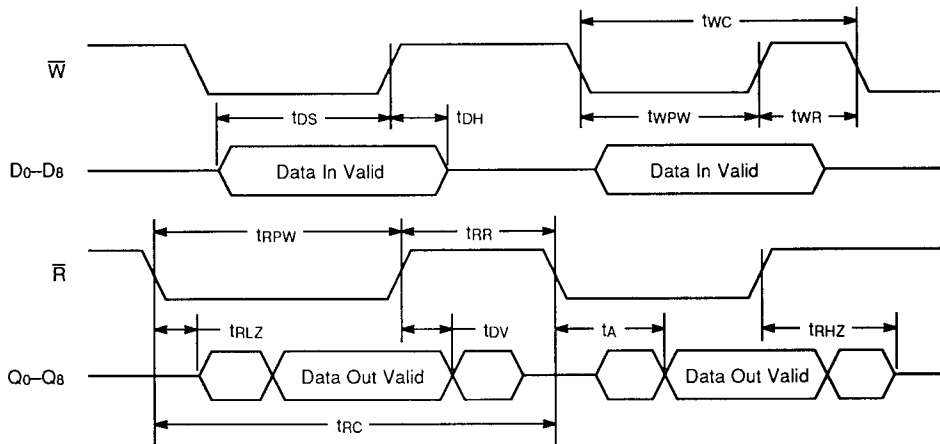 tWC
W
tDS
tDH
tWPW
tWR
D0–D8
Data In Valid
Data In Valid
tRPW
tRR
R
tRLZ
tDV
tA
tRHZ
Q0–Q8
Data Out Valid
Data Out Valid
tRC